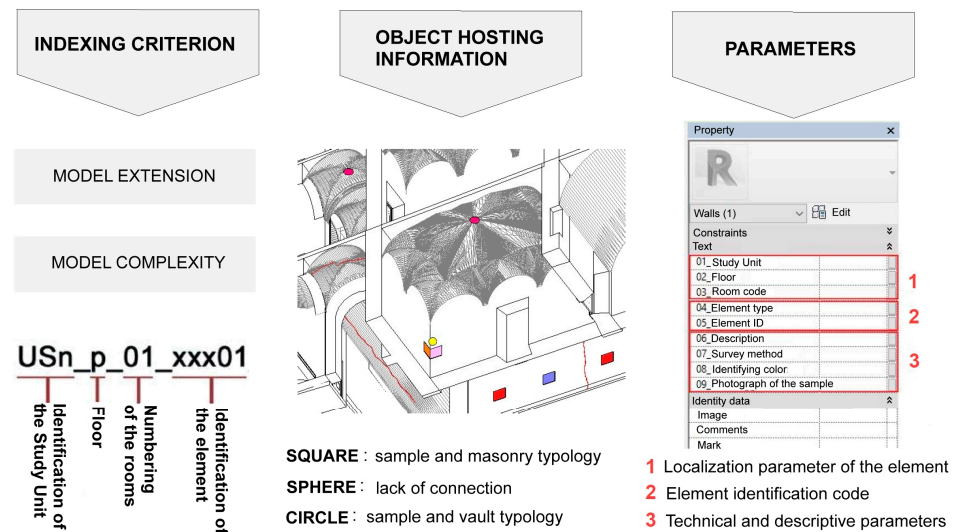 INDEXING CRITERION
MODEL EXTENSION
MODEL COMPLEXITY
USn_p_01_xxx01
Identification of
the Study Unit
Floor
Numbering
of the rooms
Identification of
the element
OBJECT HOSTING
INFORMATION
SQUARE : sample and masonry typology
SPHERE : lack of connection
CIRCLE : sample and vault typology
PARAMETERS
Property x
R
Walls (1) Edit
Constraints
Text
01_Study Unit
02_Floor
03_Room code
1
04_Element type
05_Element ID
2
06_Description
07_Survey method
08_Identifying color
09_Photograph of the sample
3
Identity data
Image
Comments
Mark
1 Localization parameter of the element
2 Element identification code
3 Technical and descriptive parameters